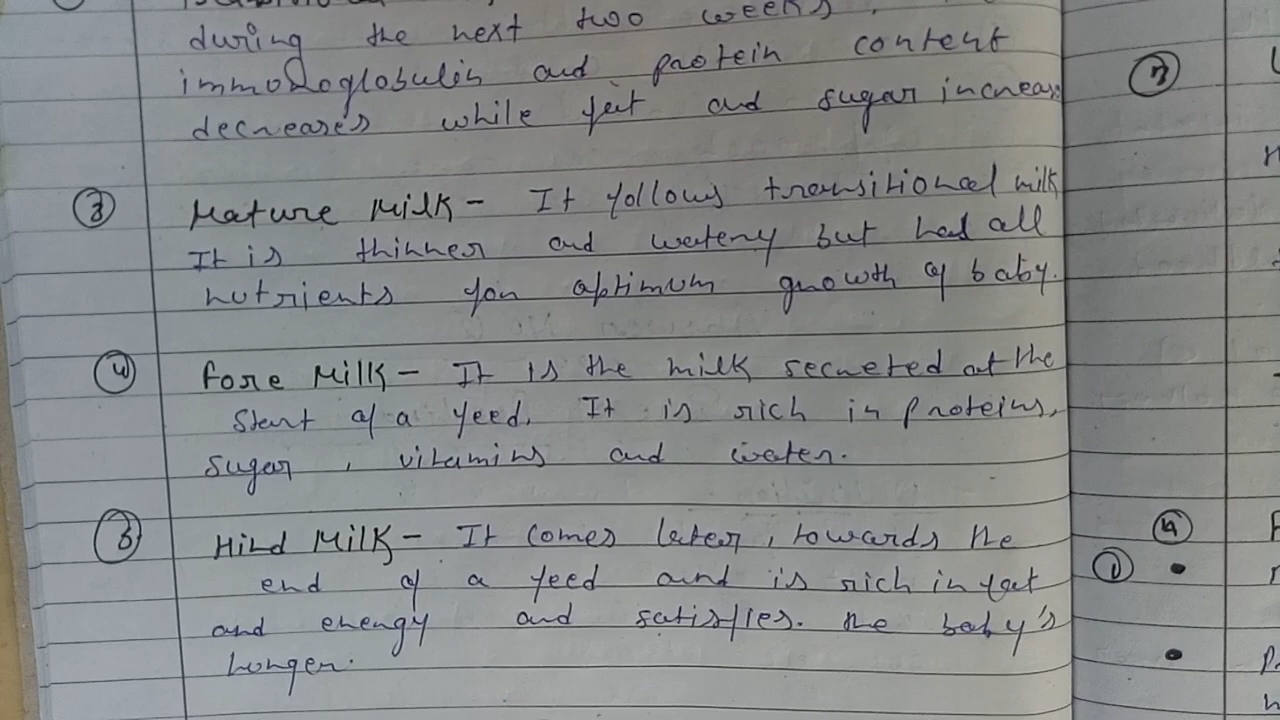 during the next two weeks,
immunoglobulin and protein content
decreases while fat and sugar increas
③ Mature Milk - It follows transitional milk
It is thinner and watery but had all
nutrients for optimum growth of baby.
④ Fore Milk - It is the milk secreted at the
start of a feed. It is rich in proteins,
sugar, vitamins and water.
⑤ Hind Milk - It comes later, towards the
end of a feed and is rich in fat
and energy and satisfies. the baby's
hunger.
⑦
④
①